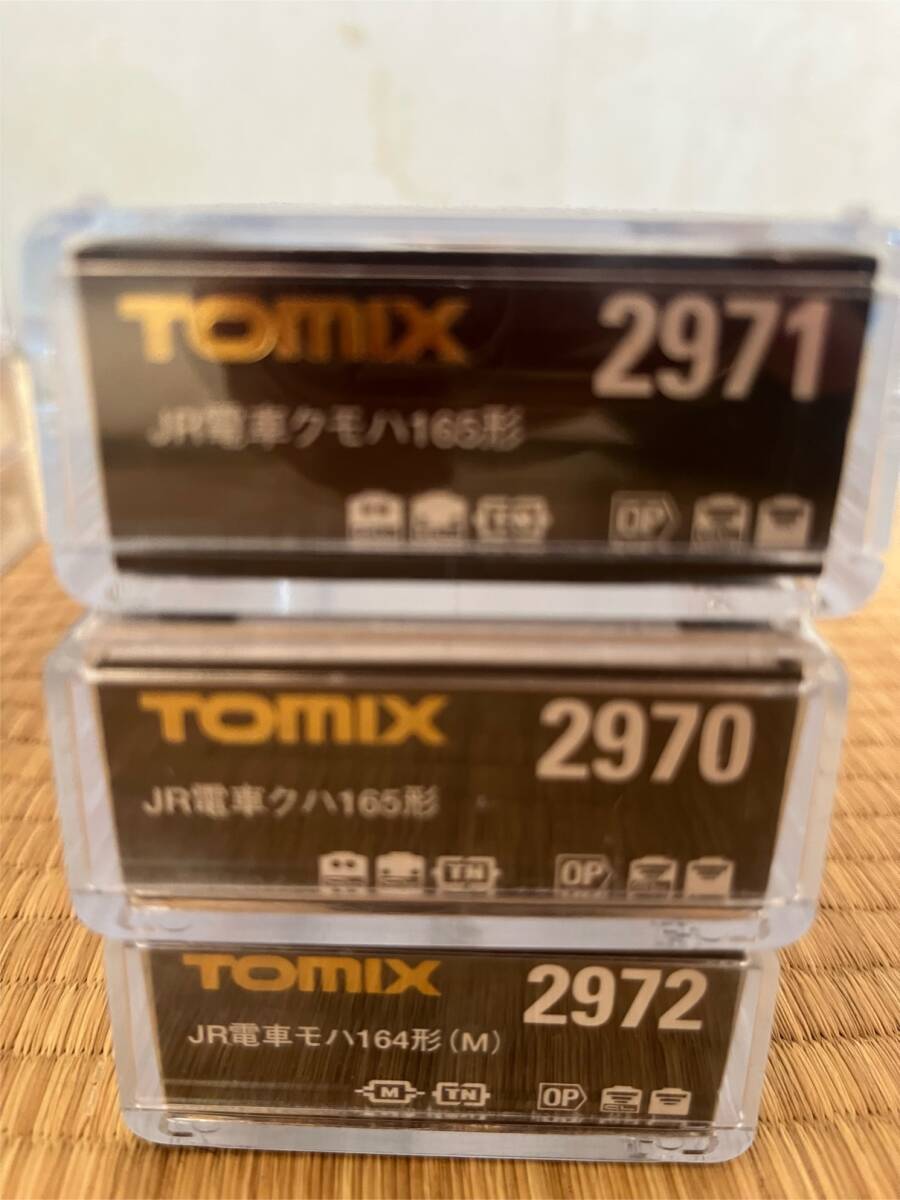 TOMIX 2971
JR電車クモハ165形
TN OP
TOMIX 2970
JR電車クハ165形
TN OP
TOMIX 2972
JR電車モハ164形(M)
M TN OP